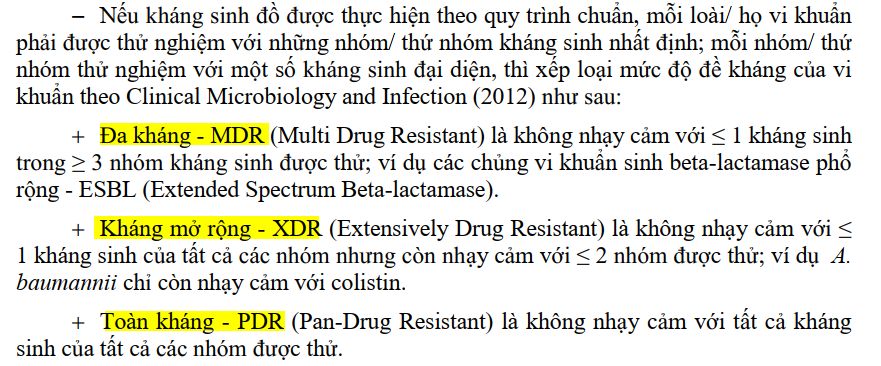 – Nếu kháng sinh đồ được thực hiện theo quy trình chuẩn, mỗi loài/ họ vi khuẩn
phải được thử nghiệm với những nhóm/ thứ nhóm kháng sinh nhất định; mỗi nhóm/ thứ
nhóm thử nghiệm với một số kháng sinh đại diện, thì xếp loại mức độ đề kháng của vi
khuẩn theo Clinical Microbiology and Infection (2012) như sau:
+ Đa kháng - MDR (Multi Drug Resistant) là không nhạy cảm với ≤ 1 kháng sinh
trong ≥ 3 nhóm kháng sinh được thử; ví dụ các chủng vi khuẩn sinh beta-lactamase phổ
rộng - ESBL (Extended Spectrum Beta-lactamase).
+ Kháng mở rộng - XDR (Extensively Drug Resistant) là không nhạy cảm với ≤
1 kháng sinh của tất cả các nhóm nhưng còn nhạy cảm với ≤ 2 nhóm được thử; ví dụ A.
baumannii chỉ còn nhạy cảm với colistin.
+ Toàn kháng - PDR (Pan-Drug Resistant) là không nhạy cảm với tất cả kháng
sinh của tất cả các nhóm được thử.